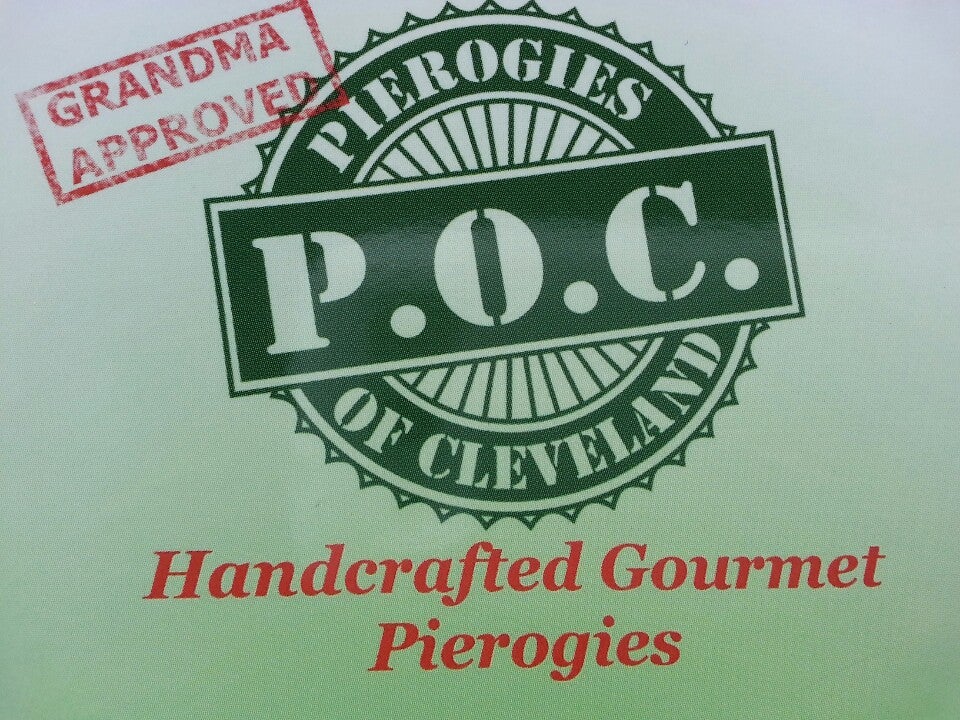 GRANDMA
APPROVED
PIEROGIES
P.O.C.
OF CLEVELAND
Handcrafted Gourmet
Pierogies